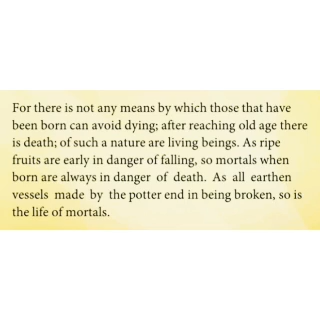 For there is not any means by which those that have
been born can avoid dying; after reaching old age there
is death; of such a nature are living beings. As ripe
fruits are early in danger of falling, so mortals when
born are always in danger of death. As all earthen
vessels made by the potter end in being broken, so is
the life of mortals.